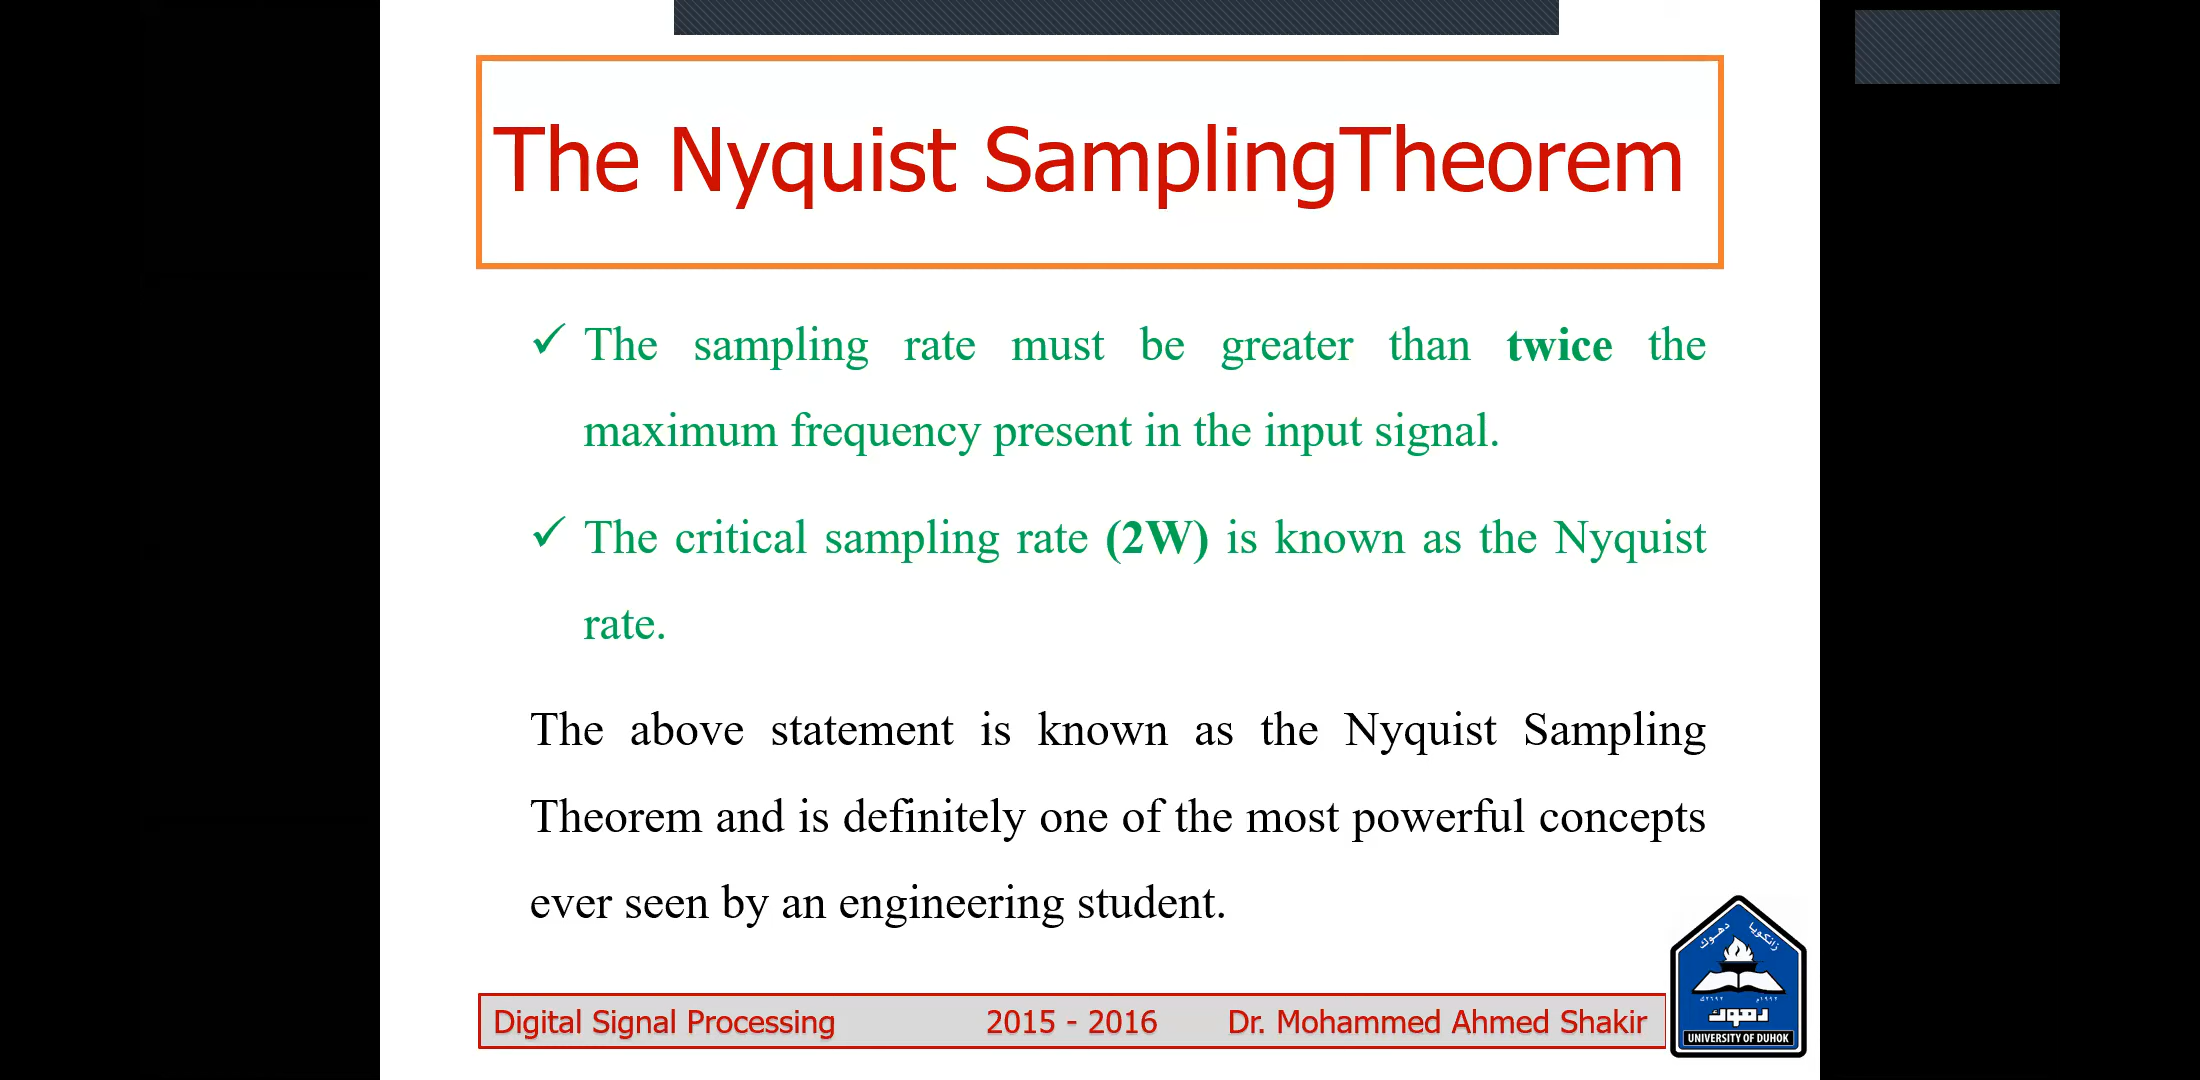 The Nyquist SamplingTheorem
✓ The sampling rate must be greater than twice the
maximum frequency present in the input signal.
✓ The critical sampling rate (2W) is known as the Nyquist
rate.
The above statement is known as the Nyquist Sampling
Theorem and is definitely one of the most powerful concepts
ever seen by an engineering student.
زانكويا دهوك
دهوك
UNIVERSITY OF DUHOK
Digital Signal Processing 2015 - 2016 Dr. Mohammed Ahmed Shakir